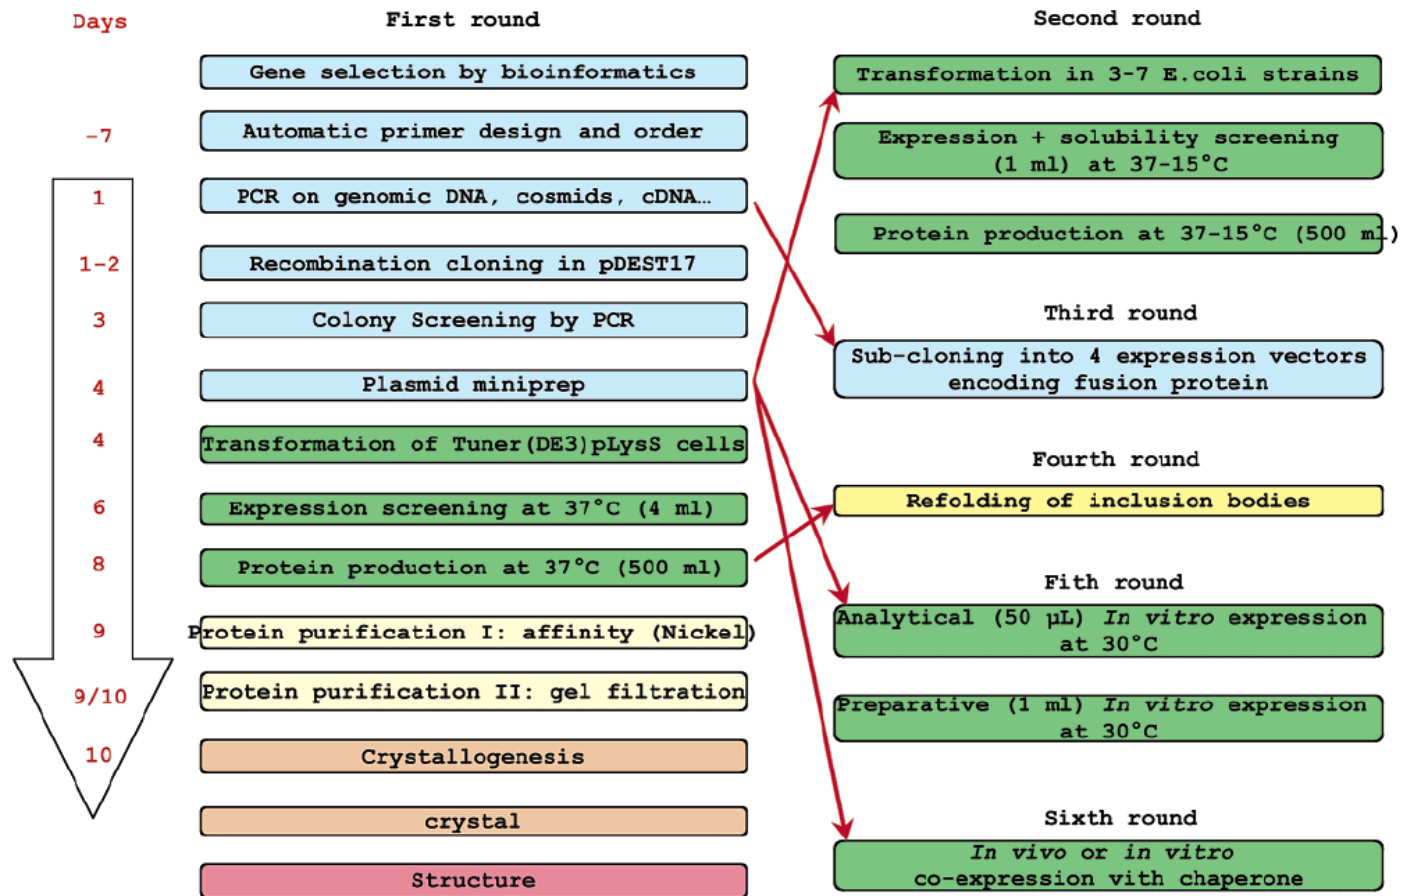 Days
First round
Gene selection by bioinformatics
-7
Automatic primer design and order
1
PCR on genomic DNA, cosmids, cDNA…
1-2
Recombination cloning in pDEST17
3
Colony Screening by PCR
4
Plasmid miniprep
4
Transformation of Tuner(DE3)pLysS cells
6
Expression screening at 37°C (4 ml)
8
Protein production at 37°C (500 ml)
9
Protein purification I: affinity (Nickel)
9/10
Protein purification II: gel filtration
10
Crystallogenesis
crystal
Structure
Second round
Transformation in 3-7 E.coli strains
Expression + solubility screening
(1 ml) at 37-15°C
Protein production at 37-15°C (500 ml)
Third round
Sub-cloning into 4 expression vectors
encoding fusion protein
Fourth round
Refolding of inclusion bodies
Fith round
Analytical (50 µL) In vitro expression
at 30°C
Preparative (1 ml) In vitro expression
at 30°C
Sixth round
In vivo or in vitro
co-expression vith chaperone